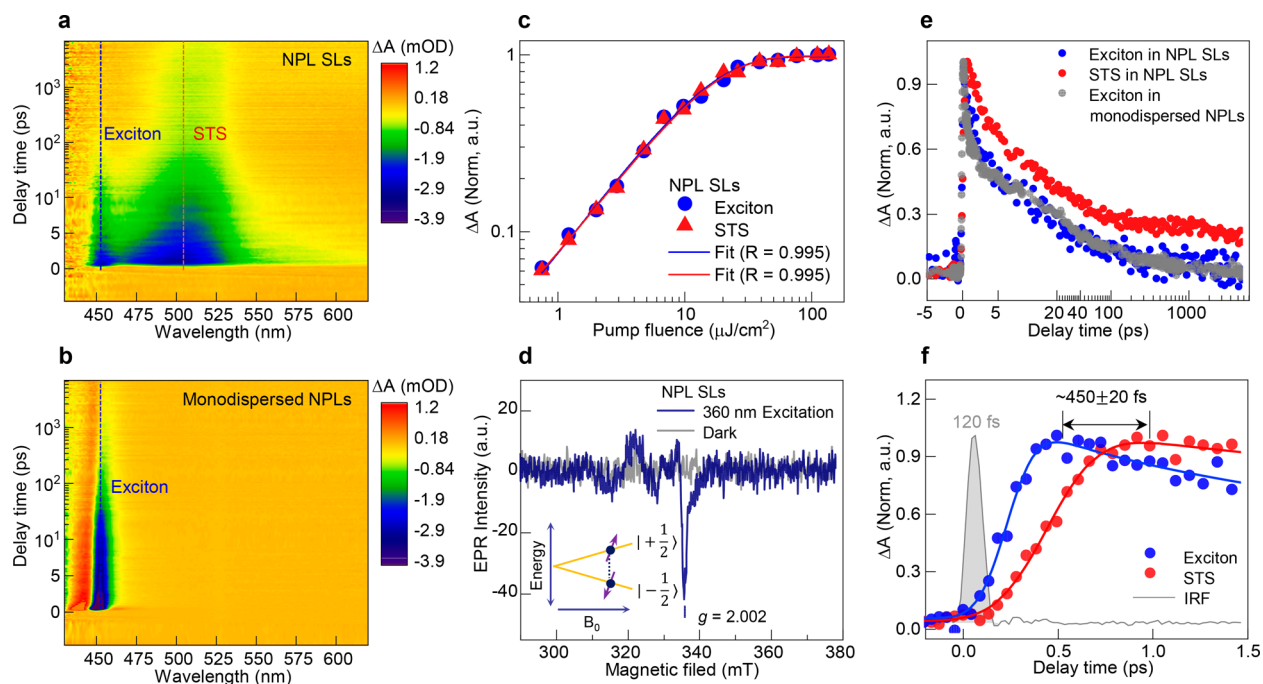 a
ΔA (mOD)
NPL SLs
1.2
0.18
-0.84
-1.9
-2.9
-3.9
Exciton
STS
Delay time (ps)
10³
10²
10¹
5
0
450
500
550
600
Wavelength (nm)
b
ΔA (mOD)
Monodispersed NPLs
1.2
0.18
-0.84
-1.9
-2.9
-3.9
Exciton
Delay time (ps)
10³
10²
10¹
5
0
450
500
550
600
Wavelength (nm)
c
ΔA (Norm, a.u.)
1
0.1
NPL SLs
Exciton
STS
Fit (R = 0.995)
Fit (R = 0.995)
1
10
100
Pump fluence (μJ/cm²)
d
NPL SLs
360 nm Excitation
Dark
EPR Intensity (a.u.)
20
0
-20
-40
Energy
B₀
|+1/2⟩
|−1/2⟩
g = 2.002
300
320
340
360
380
Magnetic filed (mT)
e
Exciton in NPL SLs
STS in NPL SLs
Exciton in
monodispersed NPLs
ΔA (Norm, a.u.)
0.9
0.6
0.3
0.0
-5
0
5
20
40
100
1000
Delay time (ps)
f
~450±20 fs
120 fs
ΔA (Norm, a.u.)
1.2
0.9
0.6
0.3
0.0
Exciton
STS
IRF
0.0
0.5
1.0
1.5
Delay time (ps)